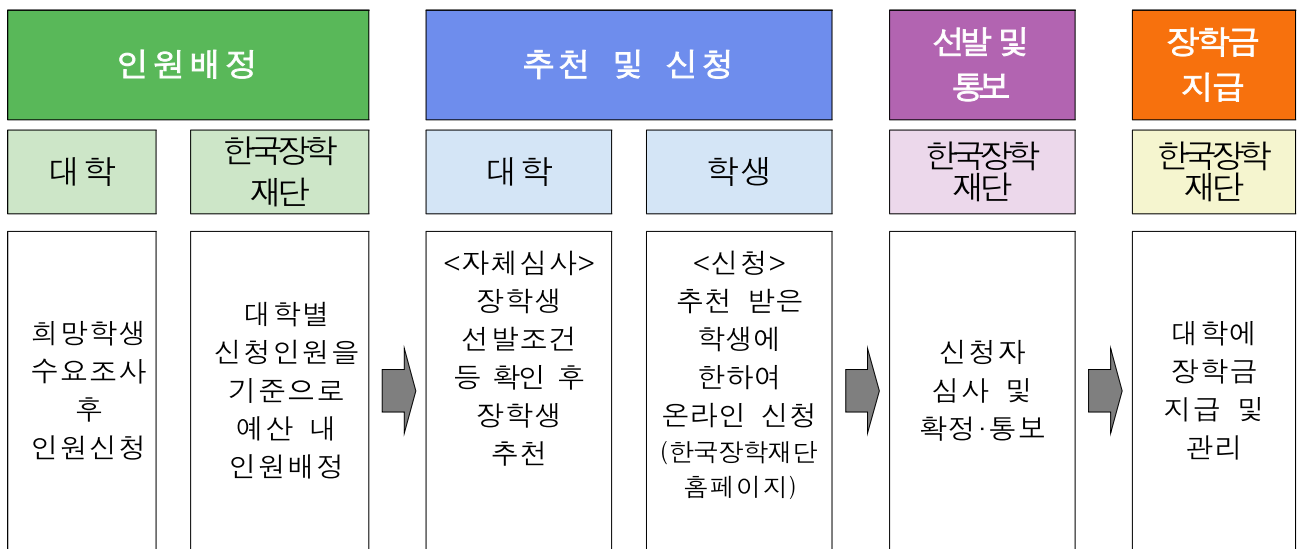 인원배정
추천 및 신청
선발 및
통보
장학금
지급
대학
한국장학
재단
대학
학생
한국장학
재단
한국장학
재단
희망학생
수요조사
후
인원신청
대학별
신청인원을
기준으로
예산 내
인원배정
<자체심사>
장학생
선발조건
등 확인 후
장학생
추천
<신청>
추천 받은
학생에
한하여
온라인 신청
(한국장학재단
홈페이지)
신청자
심사 및
확정·통보
대학에
장학금
지급 및
관리